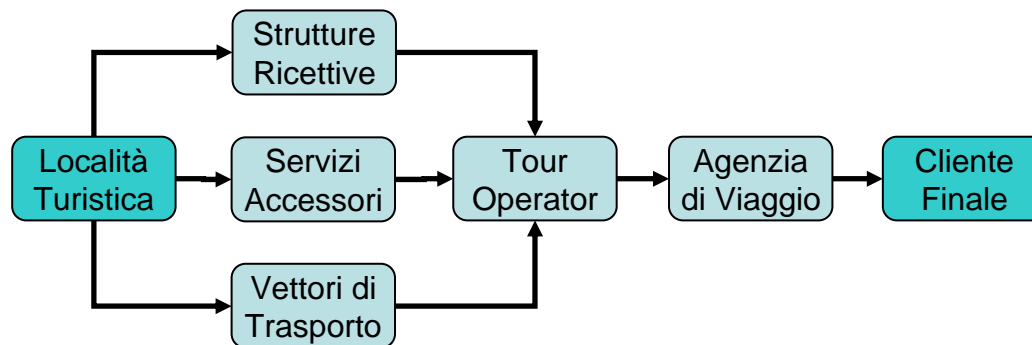 Strutture
Ricettive
Località
Turistica
Servizi
Accessori
Tour
Operator
Agenzia
di Viaggio
Cliente
Finale
Vettori di
Trasporto